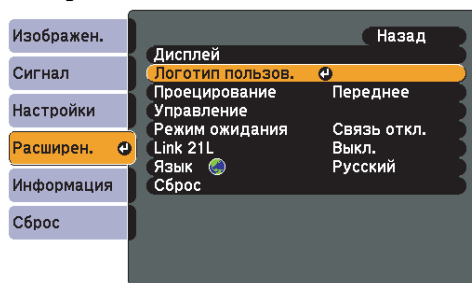 Изображен.
Сигнал
Настройки
Расширен.
Информация
Сброс
Назад
Дисплей
Логотип пользов.
Проецирование Переднее
Управление
Режим ожидания Связь откл.
Link 21L Выкл.
Язык Русский
Сброс